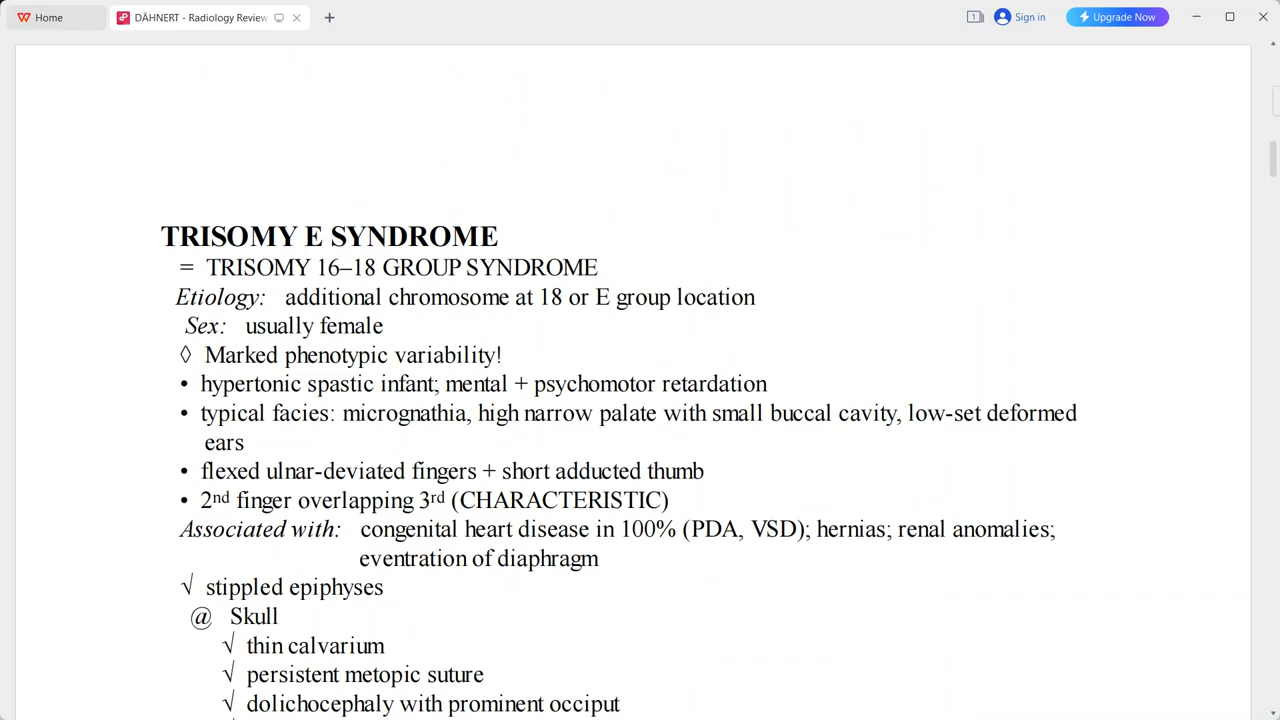 Home
DÄHNERT - Radiology Review
1
Sign in
Upgrade Now
TRISOMY E SYNDROME
= TRISOMY 16–18 GROUP SYNDROME
Etiology: additional chromosome at 18 or E group location
Sex: usually female
◊ Marked phenotypic variability!
• hypertonic spastic infant; mental + psychomotor retardation
• typical facies: micrognathia, high narrow palate with small buccal cavity, low-set deformed
ears
• flexed ulnar-deviated fingers + short adducted thumb
• 2nd finger overlapping 3rd (CHARACTERISTIC)
Associated with: congenital heart disease in 100% (PDA, VSD); hernias; renal anomalies;
eventration of diaphragm
√ stippled epiphyses
@ Skull
√ thin calvarium
√ persistent metopic suture
√ dolichocephaly with prominent occiput